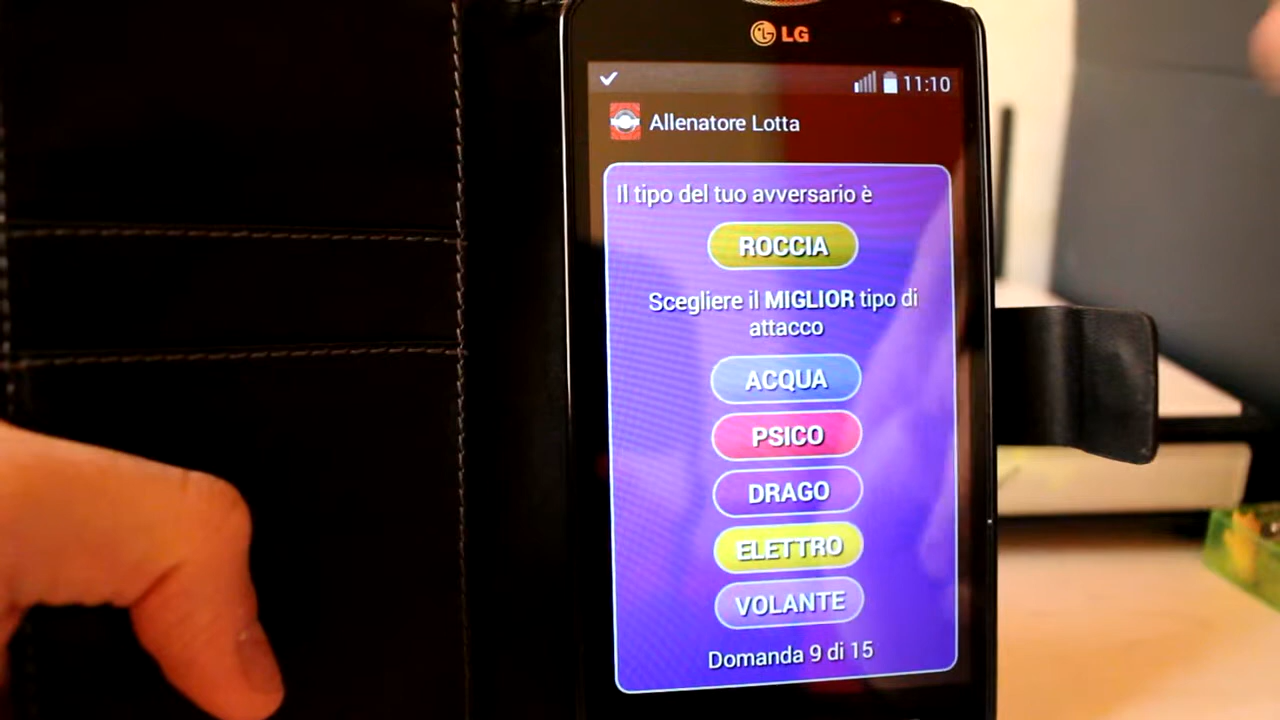 LG
11:10
Allenatore Lotta
Il tipo del tuo avversario è
ROCCIA
Scegliere il MIGLIOR tipo di
attacco
ACQUA
PSICO
DRAGO
ELETTRO
VOLANTE
Domanda 9 di 15